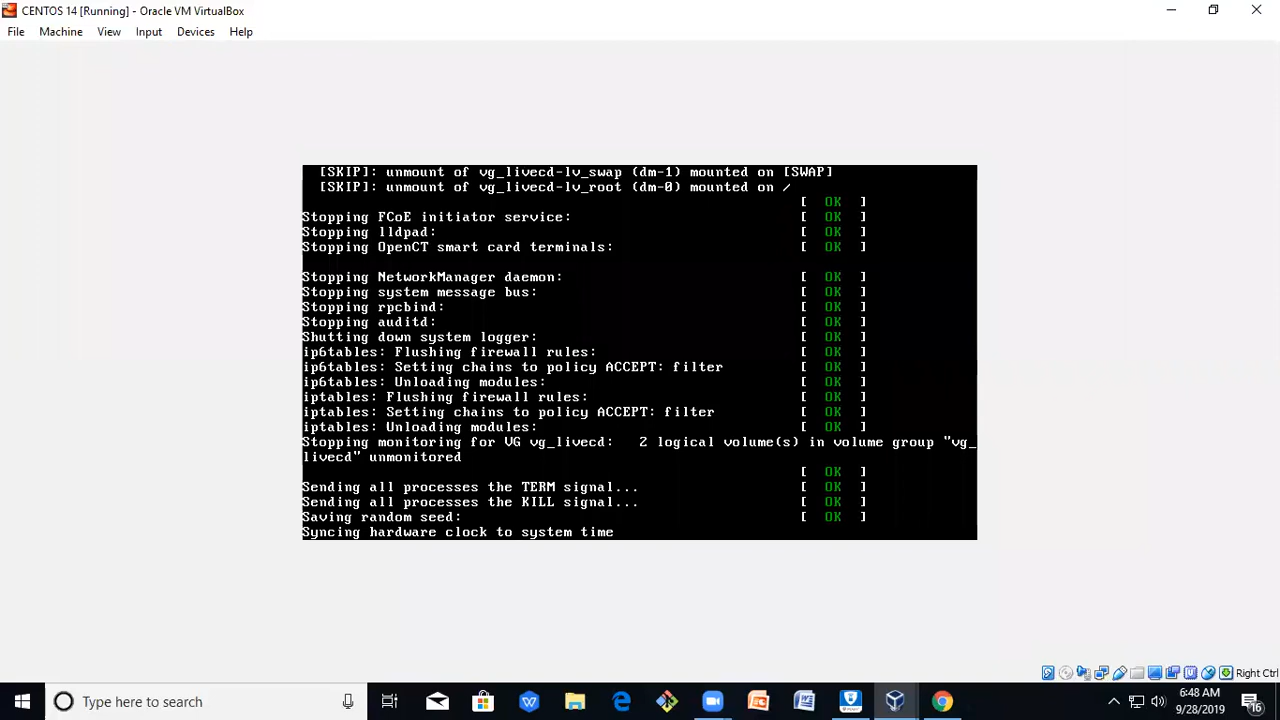 CENTOS 14 [Running] - Oracle VM VirtualBox
File Machine View Input Devices Help
[SKIP]: unmount of vg_livecd-lv_swap (dm-1) mounted on [SWAP]
[SKIP]: unmount of vg_livecd-lv_root (dm-0) mounted on /
[ OK ]
Stopping FCoE initiator service: [ OK ]
Stopping lldpad: [ OK ]
Stopping OpenCT smart card terminals: [ OK ]
Stopping NetworkManager daemon: [ OK ]
Stopping system message bus: [ OK ]
Stopping rpcbind: [ OK ]
Stopping auditd: [ OK ]
Shutting down system logger: [ OK ]
ip6tables: Flushing firewall rules: [ OK ]
ip6tables: Setting chains to policy ACCEPT: filter [ OK ]
ip6tables: Unloading modules: [ OK ]
iptables: Flushing firewall rules: [ OK ]
iptables: Setting chains to policy ACCEPT: filter [ OK ]
iptables: Unloading modules: [ OK ]
Stopping monitoring for VG vg_livecd: 2 logical volume(s) in volume group "vg_
livecd" unmonitored
[ OK ]
Sending all processes the TERM signal... [ OK ]
Sending all processes the KILL signal... [ OK ]
Saving random seed: [ OK ]
Syncing hardware clock to system time
Right Ctrl
Type here to search
6:48 AM
9/28/2019
16